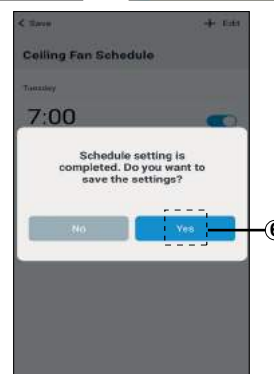 < Save + Edit
Ceiling Fan Schedule
Tuesday
7:00
Schedule setting is
completed. Do you want to
save the settings?
No Yes
6